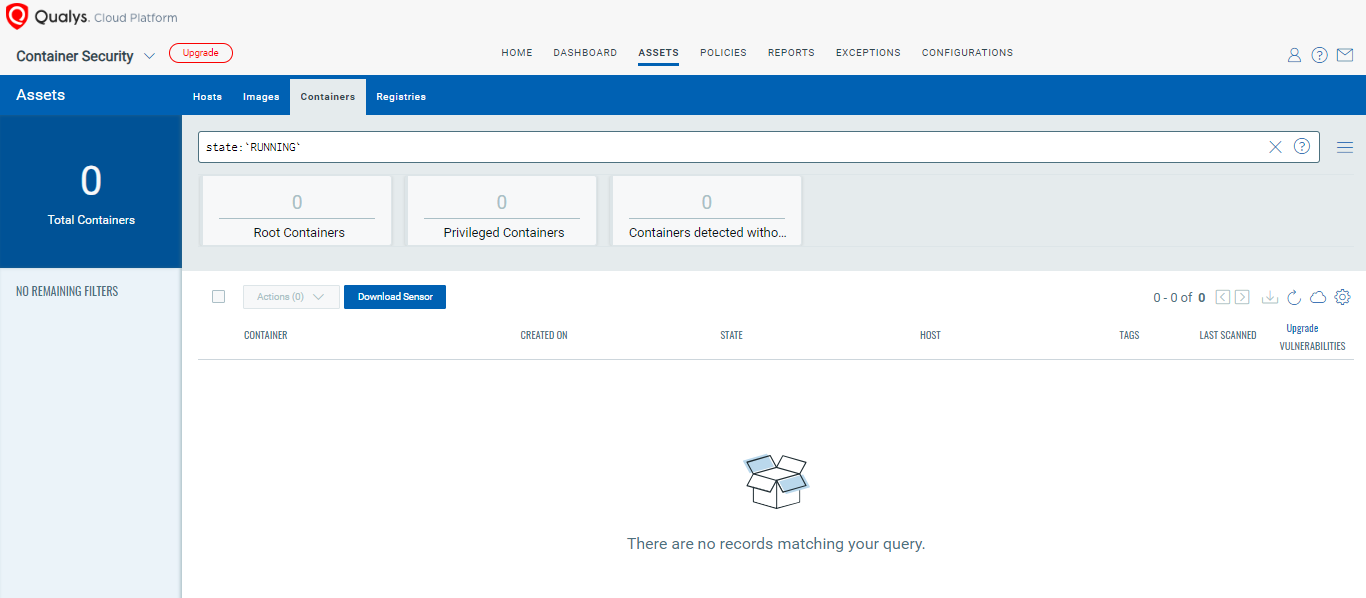 Qualys. Cloud Platform
Container Security
Upgrade
HOME DASHBOARD ASSETS POLICIES REPORTS EXCEPTIONS CONFIGURATIONS
Assets
Hosts Images Containers Registries
0
Total Containers
state:`RUNNING`
0
Root Containers
0
Privileged Containers
0
Containers detected witho...
NO REMAINING FILTERS
Actions (0)
Download Sensor
0 - 0 of 0
CONTAINER CREATED ON STATE HOST TAGS LAST SCANNED Upgrade
VULNERABILITIES
There are no records matching your query.